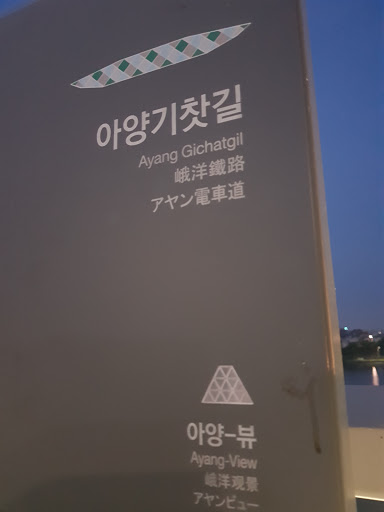 아양기찻길
Ayang Gichatgil
峨洋鐵路
アヤン電車道
아양-뷰
Ayang-View
峨洋观景
アヤンビュー